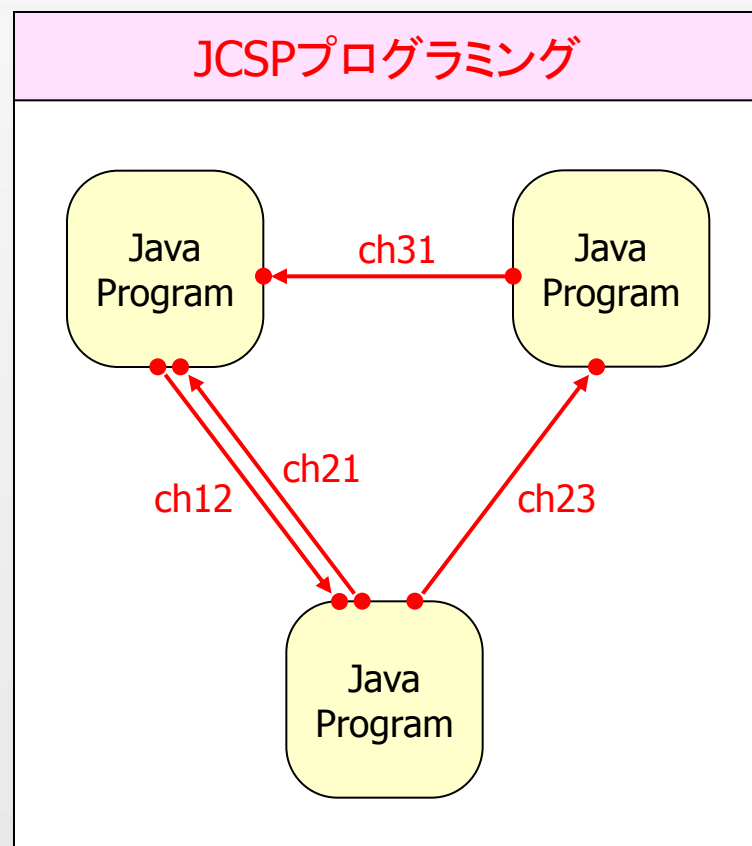 JCSPプログラミング
Java
Program
ch31
Java
Program
ch21
ch12
ch23
Java
Program